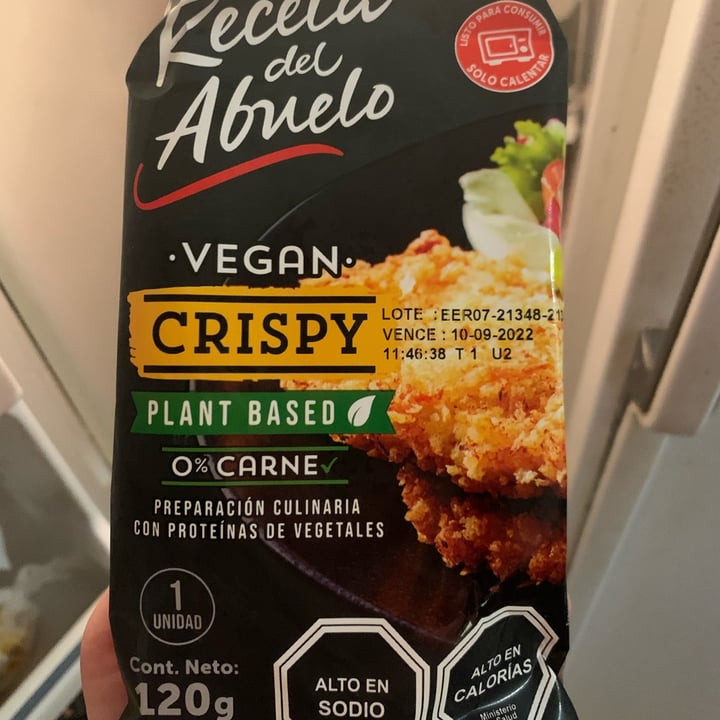 Receta
del
Abuelo
LISTO PARA CONSUMIR
SOLO CALENTAR
·VEGAN·
CRISPY
LOTE :EER07-21348-21
VENCE : 10-09-2022
11:46:38 T 1 U2
PLANT BASED
0% CARNE
PREPARACIÓN CULINARIA
CON PROTEÍNAS DE VEGETALES
1
UNIDAD
Cont. Neto:
120g
ALTO EN
SODIO
ALTO EN
CALORÍAS
Ministerio
Salud